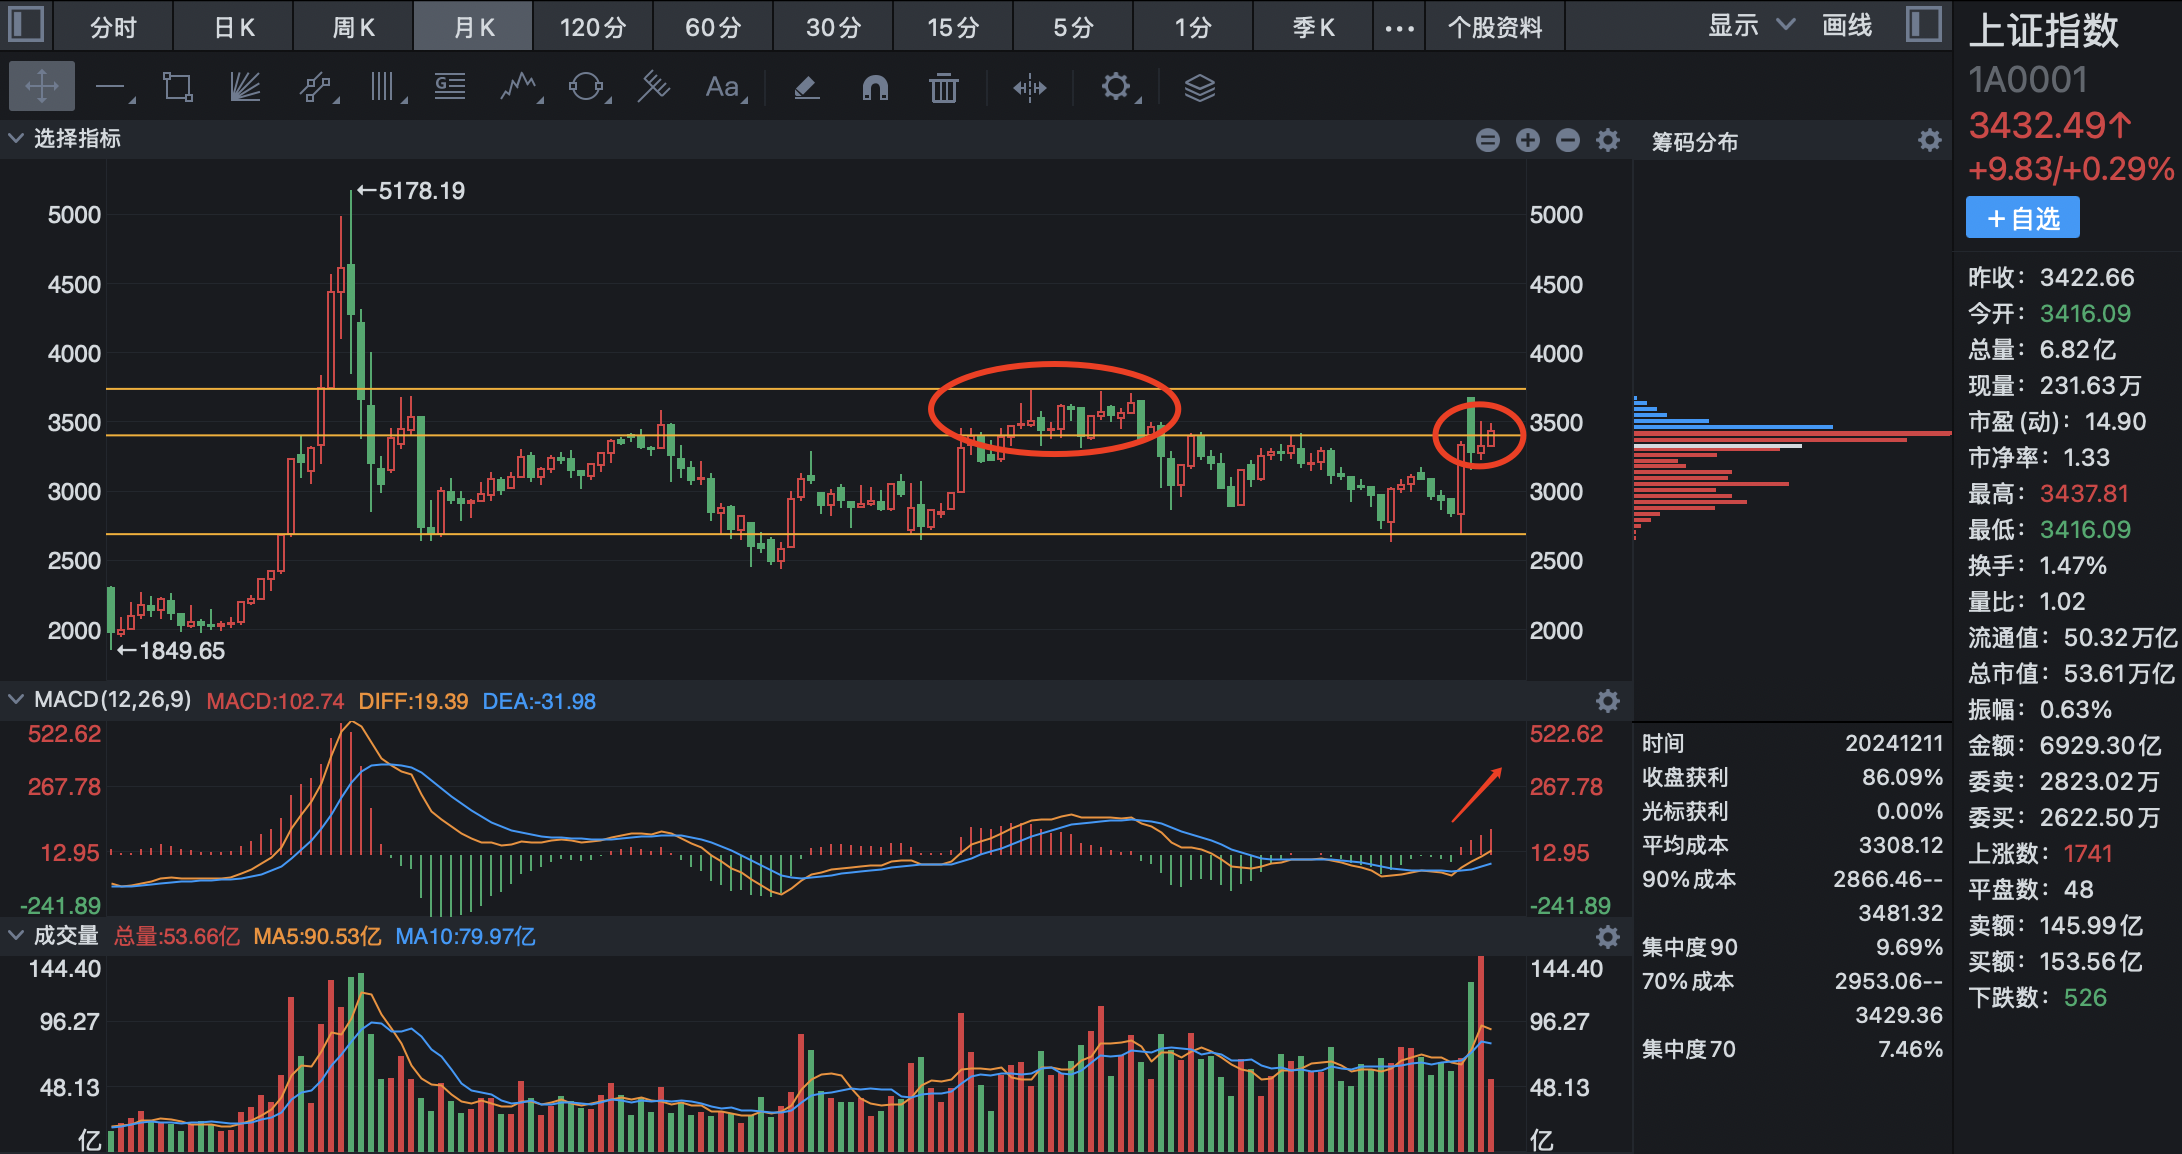 分时 日K 周K 月K 120分 60分 30分 15分 5分 1分 季K ... 个股资料 显示 画线
G Aa
选择指标
筹码分布
←5178.19
5000 5000
4500 4500
4000 4000
3500 3500
3000 3000
2500 2500
2000 2000
←1849.65
MACD(12,26,9) MACD:102.74 DIFF:19.39 DEA:-31.98
522.62 522.62
267.78 267.78
12.95 12.95
-241.89 -241.89
成交量 总量:53.66亿 MA5:90.53亿 MA10:79.97亿
144.40 144.40
96.27 96.27
48.13 48.13
亿 亿
时间 20241211
收盘获利 86.09%
光标获利 0.00%
平均成本 3308.12
90%成本 2866.46--
3481.32
集中度90 9.69%
70%成本 2953.06--
3429.36
集中度70 7.46%
上证指数
1A0001
3432.49↑
+9.83/+0.29%
+自选
昨收: 3422.66
今开: 3416.09
总量: 6.82亿
现量: 231.63万
市盈(动): 14.90
市净率: 1.33
最高: 3437.81
最低: 3416.09
换手: 1.47%
量比: 1.02
流通值: 50.32万亿
总市值: 53.61万亿
振幅: 0.63%
金额: 6929.30亿
委卖: 2823.02万
委买: 2622.50万
上涨数: 1741
平盘数: 48
卖额: 145.99亿
买额: 153.56亿
下跌数: 526